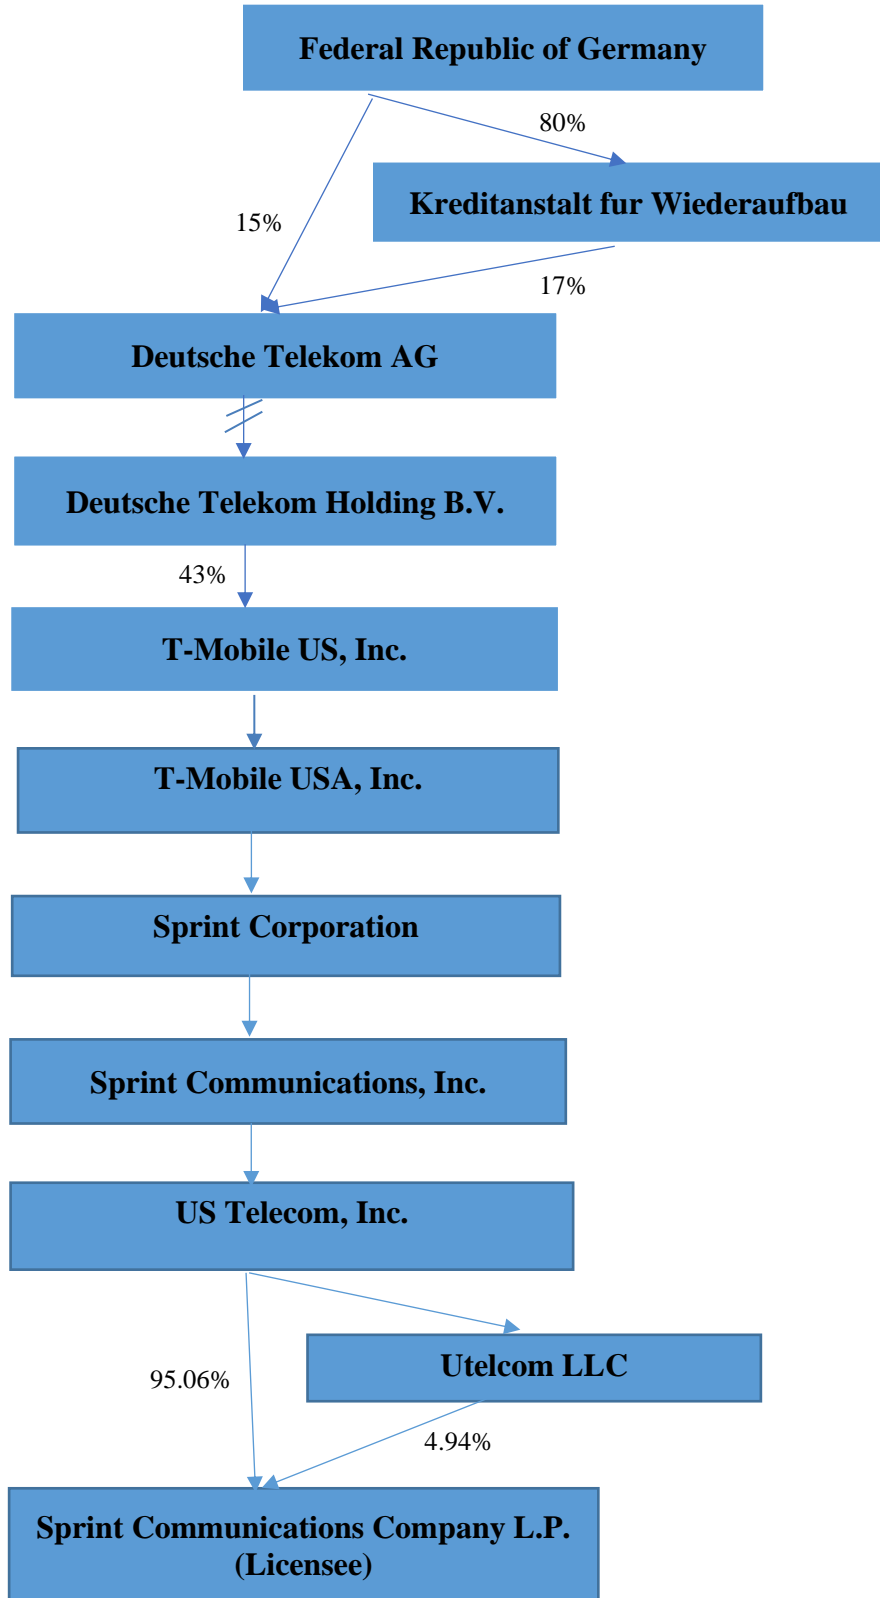 Federal Republic of Germany
80%
Kreditanstalt fur Wiederaufbau
15%
17%
Deutsche Telekom AG
Deutsche Telekom Holding B.V.
43%
T-Mobile US, Inc.
T-Mobile USA, Inc.
Sprint Corporation
Sprint Communications, Inc.
US Telecom, Inc.
Utelcom LLC
95.06%
4.94%
Sprint Communications Company L.P.
(Licensee)